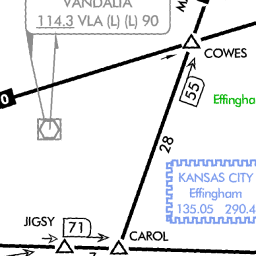 VANDALIA
114.3 VLA (L) (L) 90
COWES
55
Effingha
28
0
KANSAS CITY
Effingham
135.05 290.4
JIGSY
71
CAROL